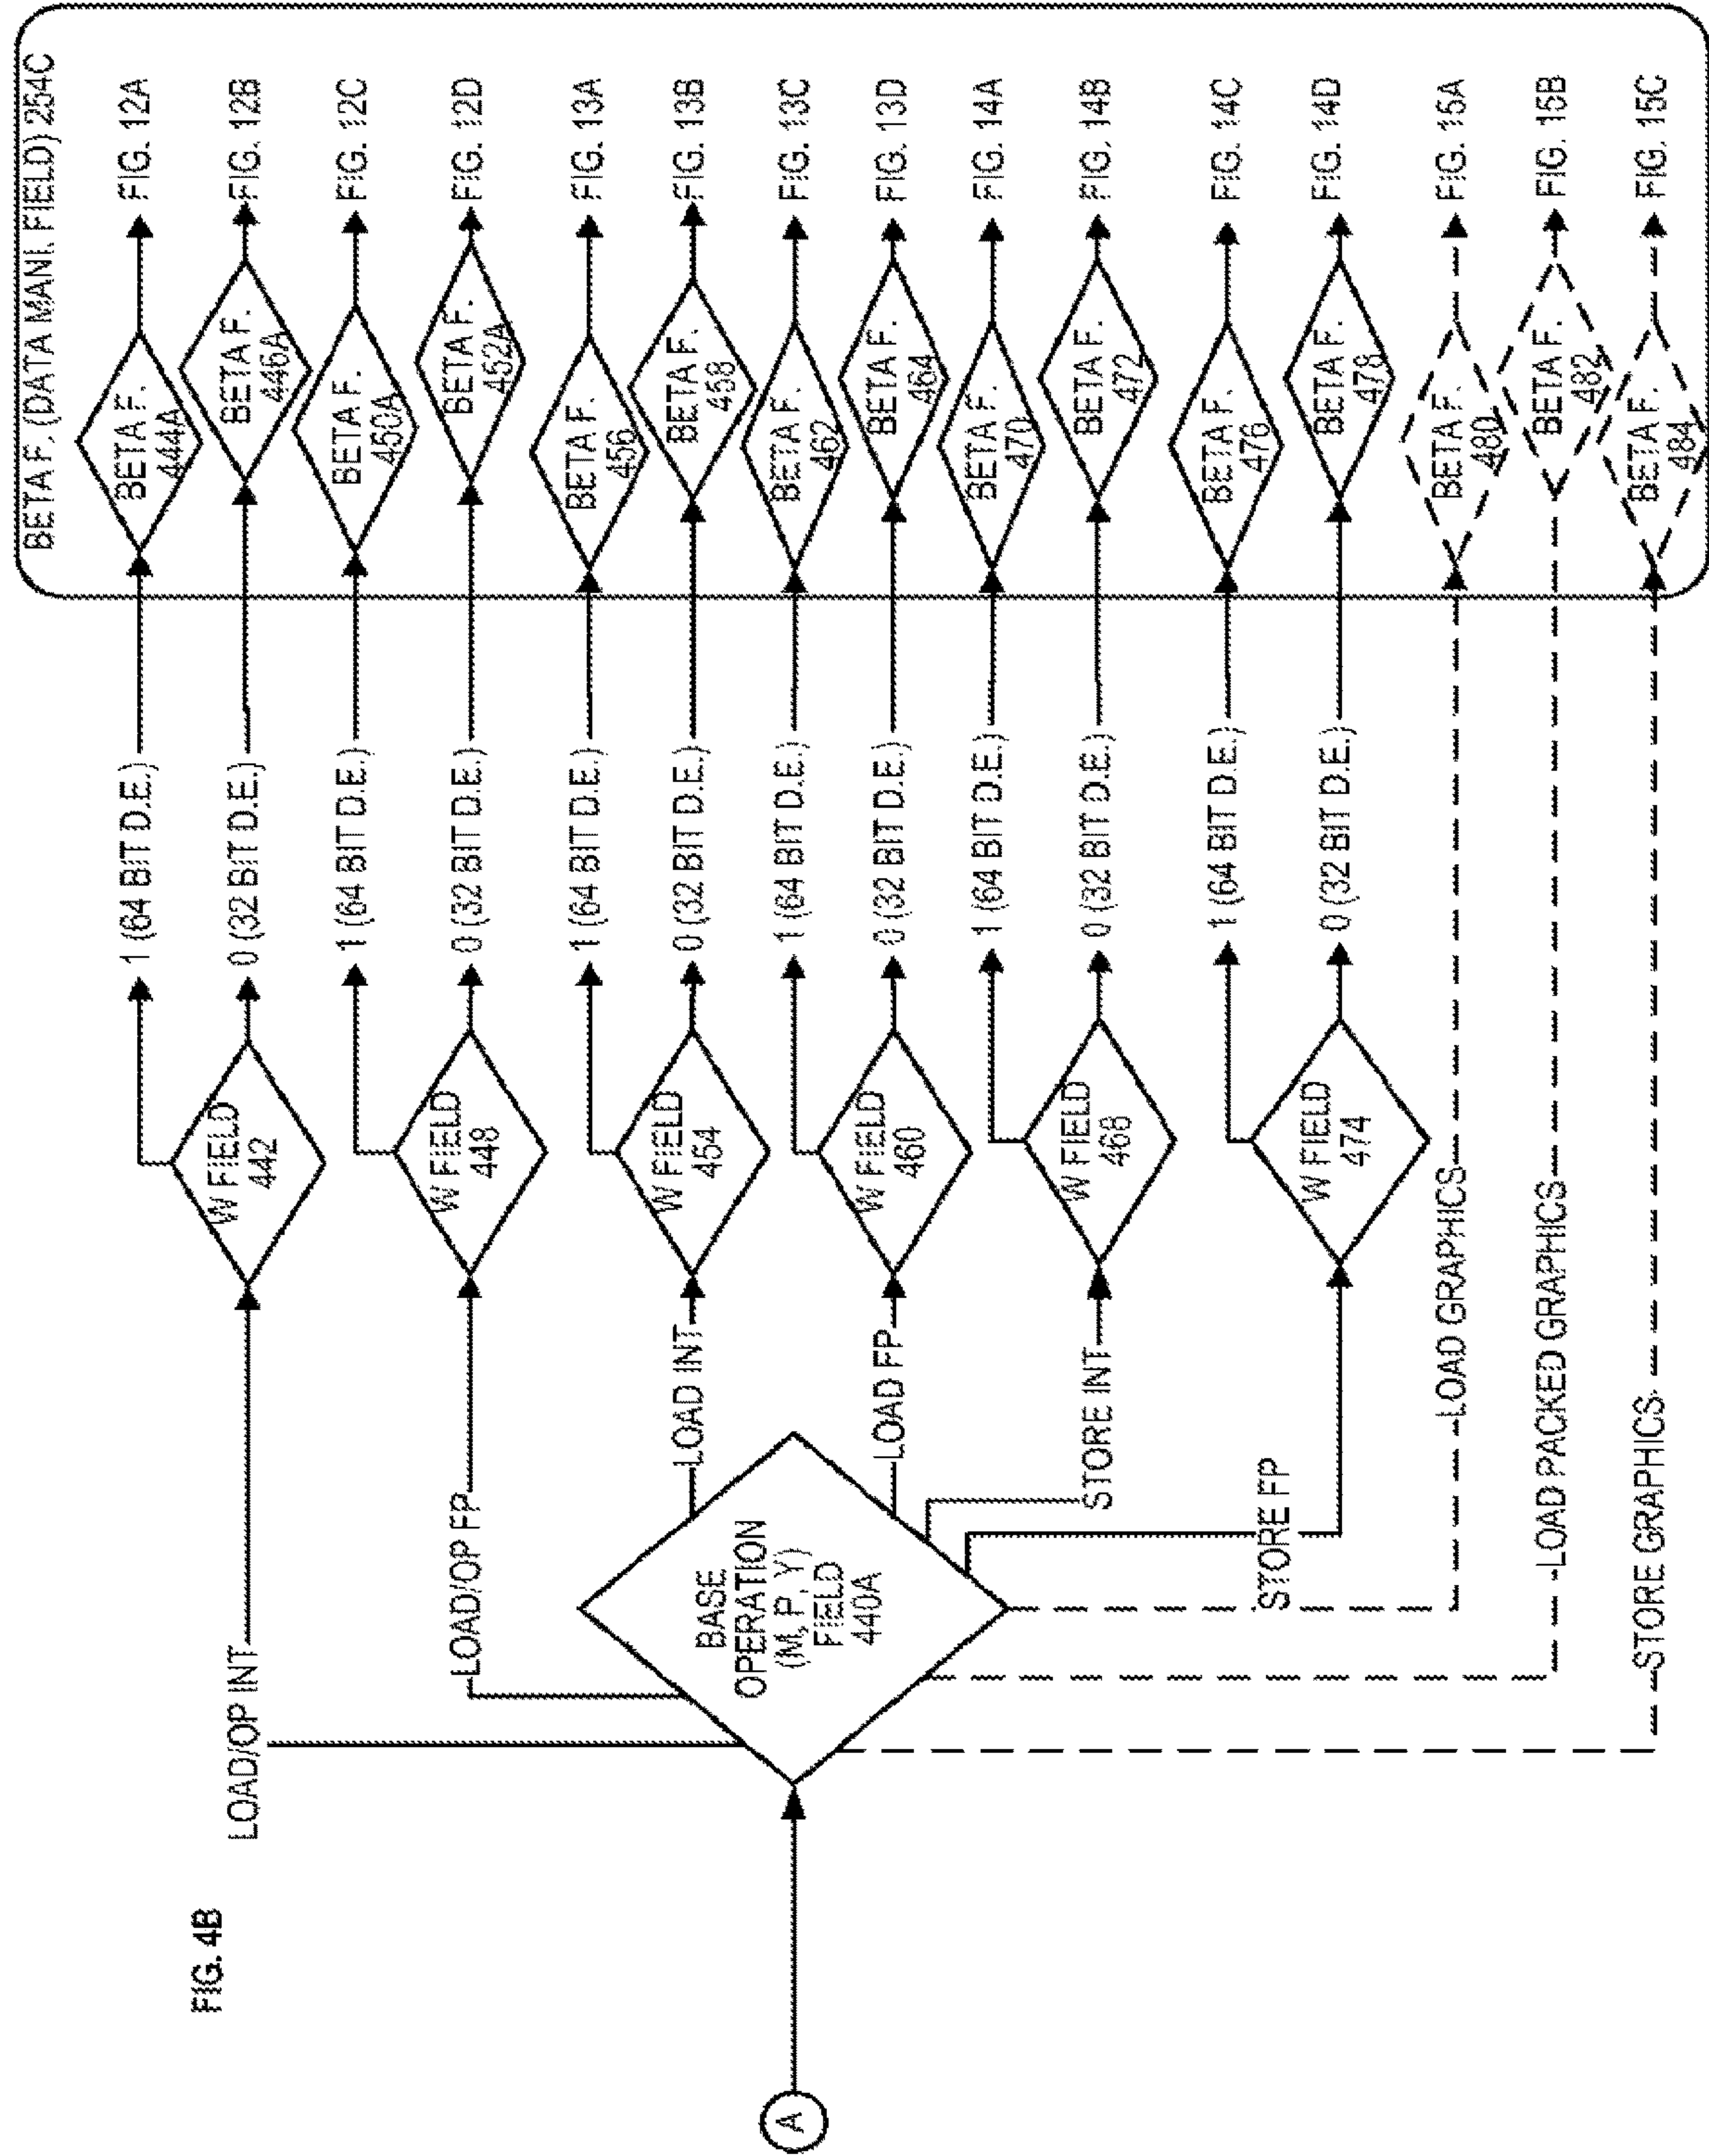 FIG. 4B
A
BASE
OPERATION
(M, P, Y)
FIELD
440A
LOAD/OP INT
W FIELD
442
1 (64 BIT D.E.)
0 (32 BIT D.E.)
LOAD/OP FP
W FIELD
448
1 (64 BIT D.E.)
0 (32 BIT D.E.)
LOAD INT
W FIELD
454
1 (64 BIT D.E.)
0 (32 BIT D.E.)
LOAD FP
W FIELD
460
1 (64 BIT D.E.)
0 (32 BIT D.E.)
STORE INT
W FIELD
468
1 (64 BIT D.E.)
0 (32 BIT D.E.)
STORE FP
W FIELD
474
1 (64 BIT D.E.)
0 (32 BIT D.E.)
LOAD GRAPHICS
LOAD PACKED GRAPHICS
STORE GRAPHICS
BETA F. (DATA MANI. FIELD) 254C
BETA F.
444A
FIG. 12A
BETA F.
446A
FIG. 12B
BETA F.
450A
FIG. 12C
BETA F.
452A
FIG. 12D
BETA F.
456
FIG. 13A
BETA F.
458
FIG. 13B
BETA F.
462
FIG. 13C
BETA F.
464
FIG. 13D
BETA F.
470
FIG. 14A
BETA F.
472
FIG. 14B
BETA F.
476
FIG. 14C
BETA F.
478
FIG. 14D
BETA F.
480
FIG. 15A
BETA F.
482
FIG. 15B
BETA F.
484
FIG. 15C